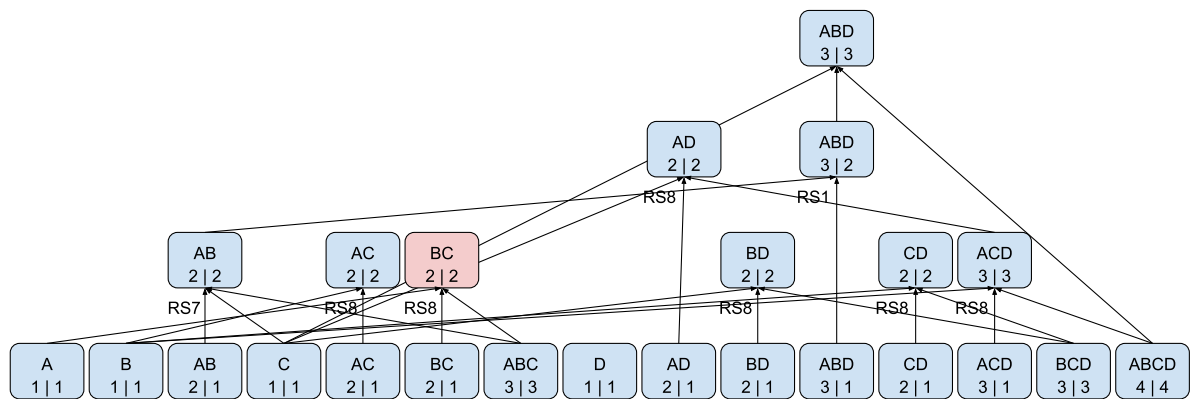 ABD
3 | 3
AD
2 | 2
ABD
3 | 2
RS8
RS1
AB
2 | 2
AC
2 | 2
BC
2 | 2
BD
2 | 2
CD
2 | 2
ACD
3 | 3
RS7
RS8
RS8
RS8
RS8
RS8
A
1 | 1
B
1 | 1
AB
2 | 1
C
1 | 1
AC
2 | 1
BC
2 | 1
ABC
3 | 3
D
1 | 1
AD
2 | 1
BD
2 | 1
ABD
3 | 1
CD
2 | 1
ACD
3 | 1
BCD
3 | 3
ABCD
4 | 4